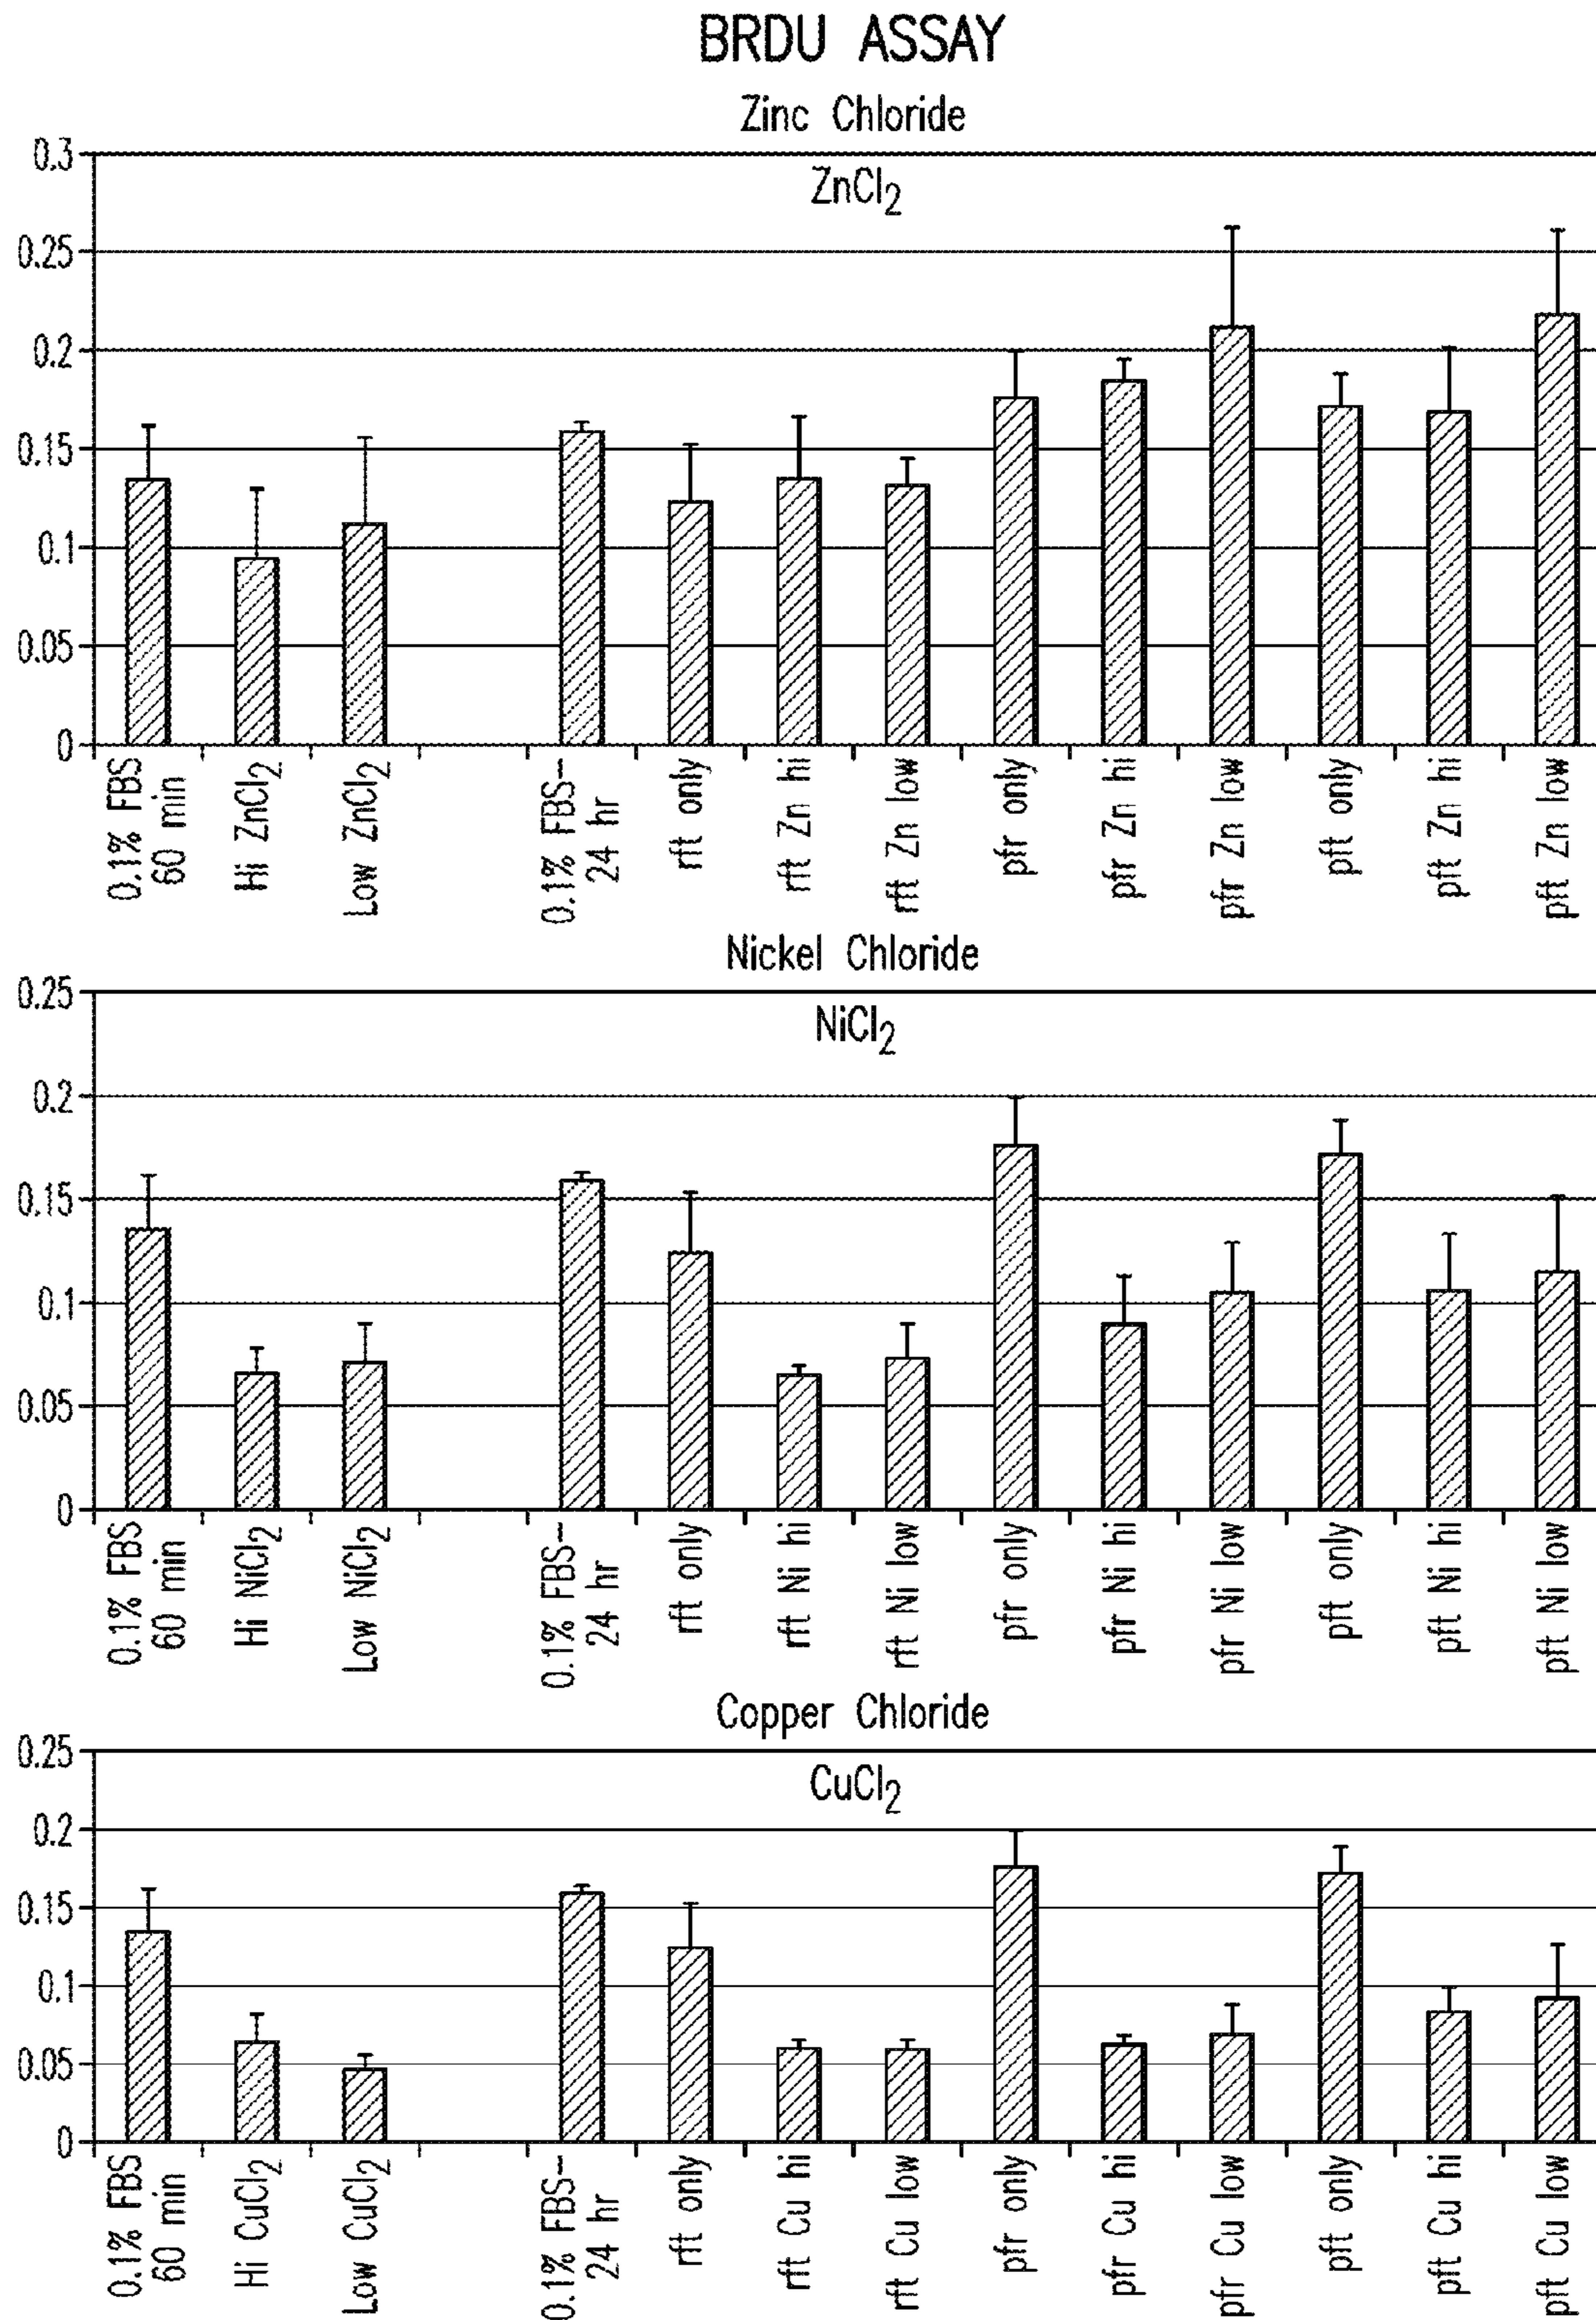 BRDU ASSAY
Zinc Chloride
ZnCl2
0.3
0.25
0.2
0.15
0.1
0.05
0
0.1% FBS
60 min
Hi ZnCl2
Low ZnCl2
0.1% FBS-
24 hr
rft only
rft Zn hi
rft Zn low
pfr only
pfr Zn hi
pfr Zn low
pft only
pft Zn hi
pft Zn low
Nickel Chloride
NiCl2
0.25
0.2
0.15
0.1
0.05
0
0.1% FBS
60 min
Hi NiCl2
Low NiCl2
0.1% FBS-
24 hr
rft only
rft Ni hi
rft Ni low
pfr only
pfr Ni hi
pfr Ni low
pft only
pft Ni hi
pft Ni low
Copper Chloride
CuCl2
0.25
0.2
0.15
0.1
0.05
0
0.1% FBS
60 min
Hi CuCl2
Low CuCl2
0.1% FBS-
24 hr
rft only
rft Cu hi
rft Cu low
pfr only
pfr Cu hi
pfr Cu low
pft only
pft Cu hi
pft Cu low